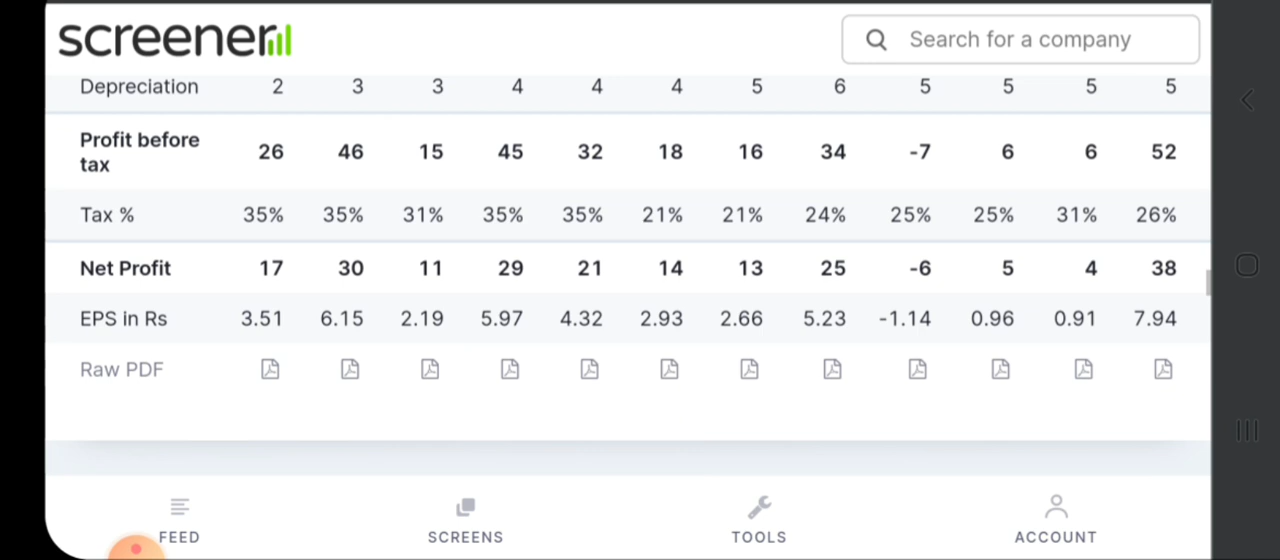 screener
Search for a company
Depreciation 2 3 3 4 4 4 5 6 5 5 5 5
Profit before
tax 26 46 15 45 32 18 16 34 -7 6 6 52
Tax % 35% 35% 31% 35% 35% 21% 21% 24% 25% 25% 31% 26%
Net Profit 17 30 11 29 21 14 13 25 -6 5 4 38
EPS in Rs 3.51 6.15 2.19 5.97 4.32 2.93 2.66 5.23 -1.14 0.96 0.91 7.94
Raw PDF
FEED SCREENS TOOLS ACCOUNT